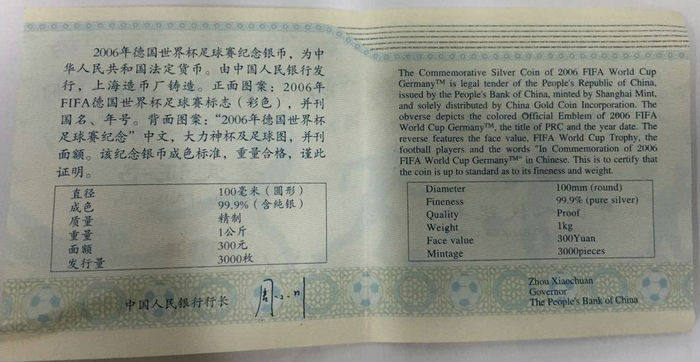 2006年德国世界杯足球赛纪念银币，为中
华人民共和国法定货币。由中国人民银行发
行，上海造币厂铸造。正面图案：2006年
FIFA德国世界杯足球赛标志（彩色），并刊
国名、年号。背面图案：“2006年德国世界杯
足球赛纪念”中文，大力神杯及足球图，并刊
面额。该纪念银币成色标准，重量合格，谨此
证明。
直径 100毫米（圆形）
成色 99.9%（含纯银）
质量 精制
重量 1公斤
面额 300元
发行量 3000枚
中国人民银行行长
The Commemorative Silver Coin of 2006 FIFA World Cup
Germany™ is legal tender of the People's Republic of China,
issued by the People's Bank of China, minted by Shanghai Mint,
and solely distributed by China Gold Coin Incorporation. The
obverse depicts the colored Official Emblem of 2006 FIFA
World Cup Germany™, the title of PRC and the year date. The
reverse features the face value, FIFA World Cup Trophy, the
football players and the words "In Commemoration of 2006
FIFA World Cup Germany™" in Chinese. This is to certify that
the coin is up to standard as to its fineness and weight.
Diameter 100mm (round)
Fineness 99.9% (pure silver)
Quality Proof
Weight 1kg
Face value 300Yuan
Mintage 3000pieces
Zhou Xiaochuan
Governor
The People's Bank of China